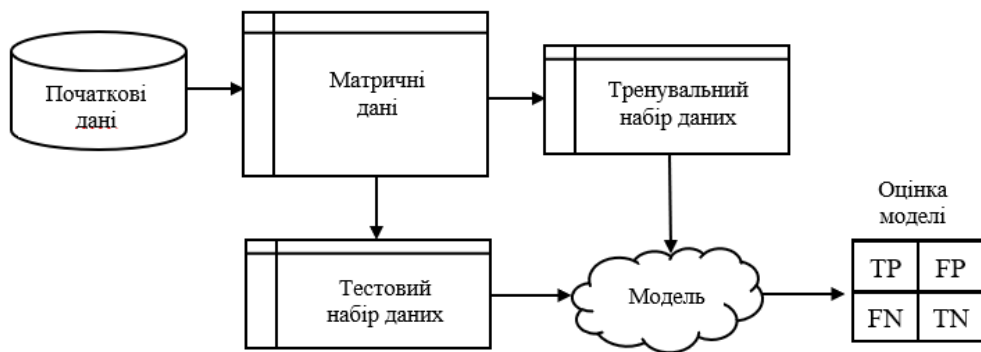 Початкові
дані
Матричні
дані
Тренувальний
набір даних
Тестовий
набір даних
Модель
Оцінка
моделі
TP FP
FN TN